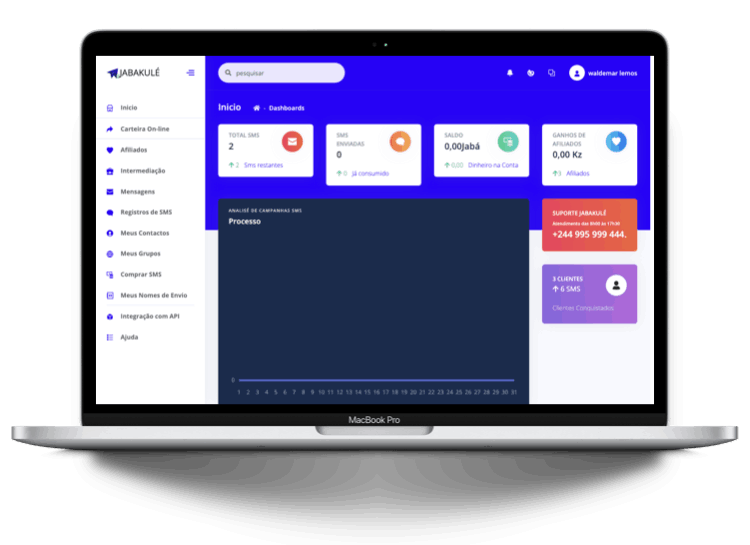 JABAKULÉ
pesquisar
waldemar lemos
Inicio
Carteira On-line
Afiliados
Intermediação
Mensagens
Registros de SMS
Meus Contactos
Meus Grupos
Comprar SMS
Meus Nomes de Envio
Integração com API
Ajuda
Inicio - Dashboards
TOTAL SMS
2
2 Sms restantes
SMS
ENVIADAS
0
0 Já consumido
SALDO
0,00Jabá
0,00 Dinheiro na Conta
GANHOS DE
AFILIADOS
0,00 Kz
3 Afiliados
ANALISÉ DE CAMPANHAS SMS
Processo
0
1 2 3 4 5 6 7 8 9 10 11 12 13 14 15 16 17 18 19 20 21 22 23 24 25 26 27 28 29 30 31
SUPORTE JABAKULÉ
Atendimento das 8H00 às 17H30
+244 995 999 444.
3 CLIENTES
6 SMS
Clientes Conquistados
MacBook Pro